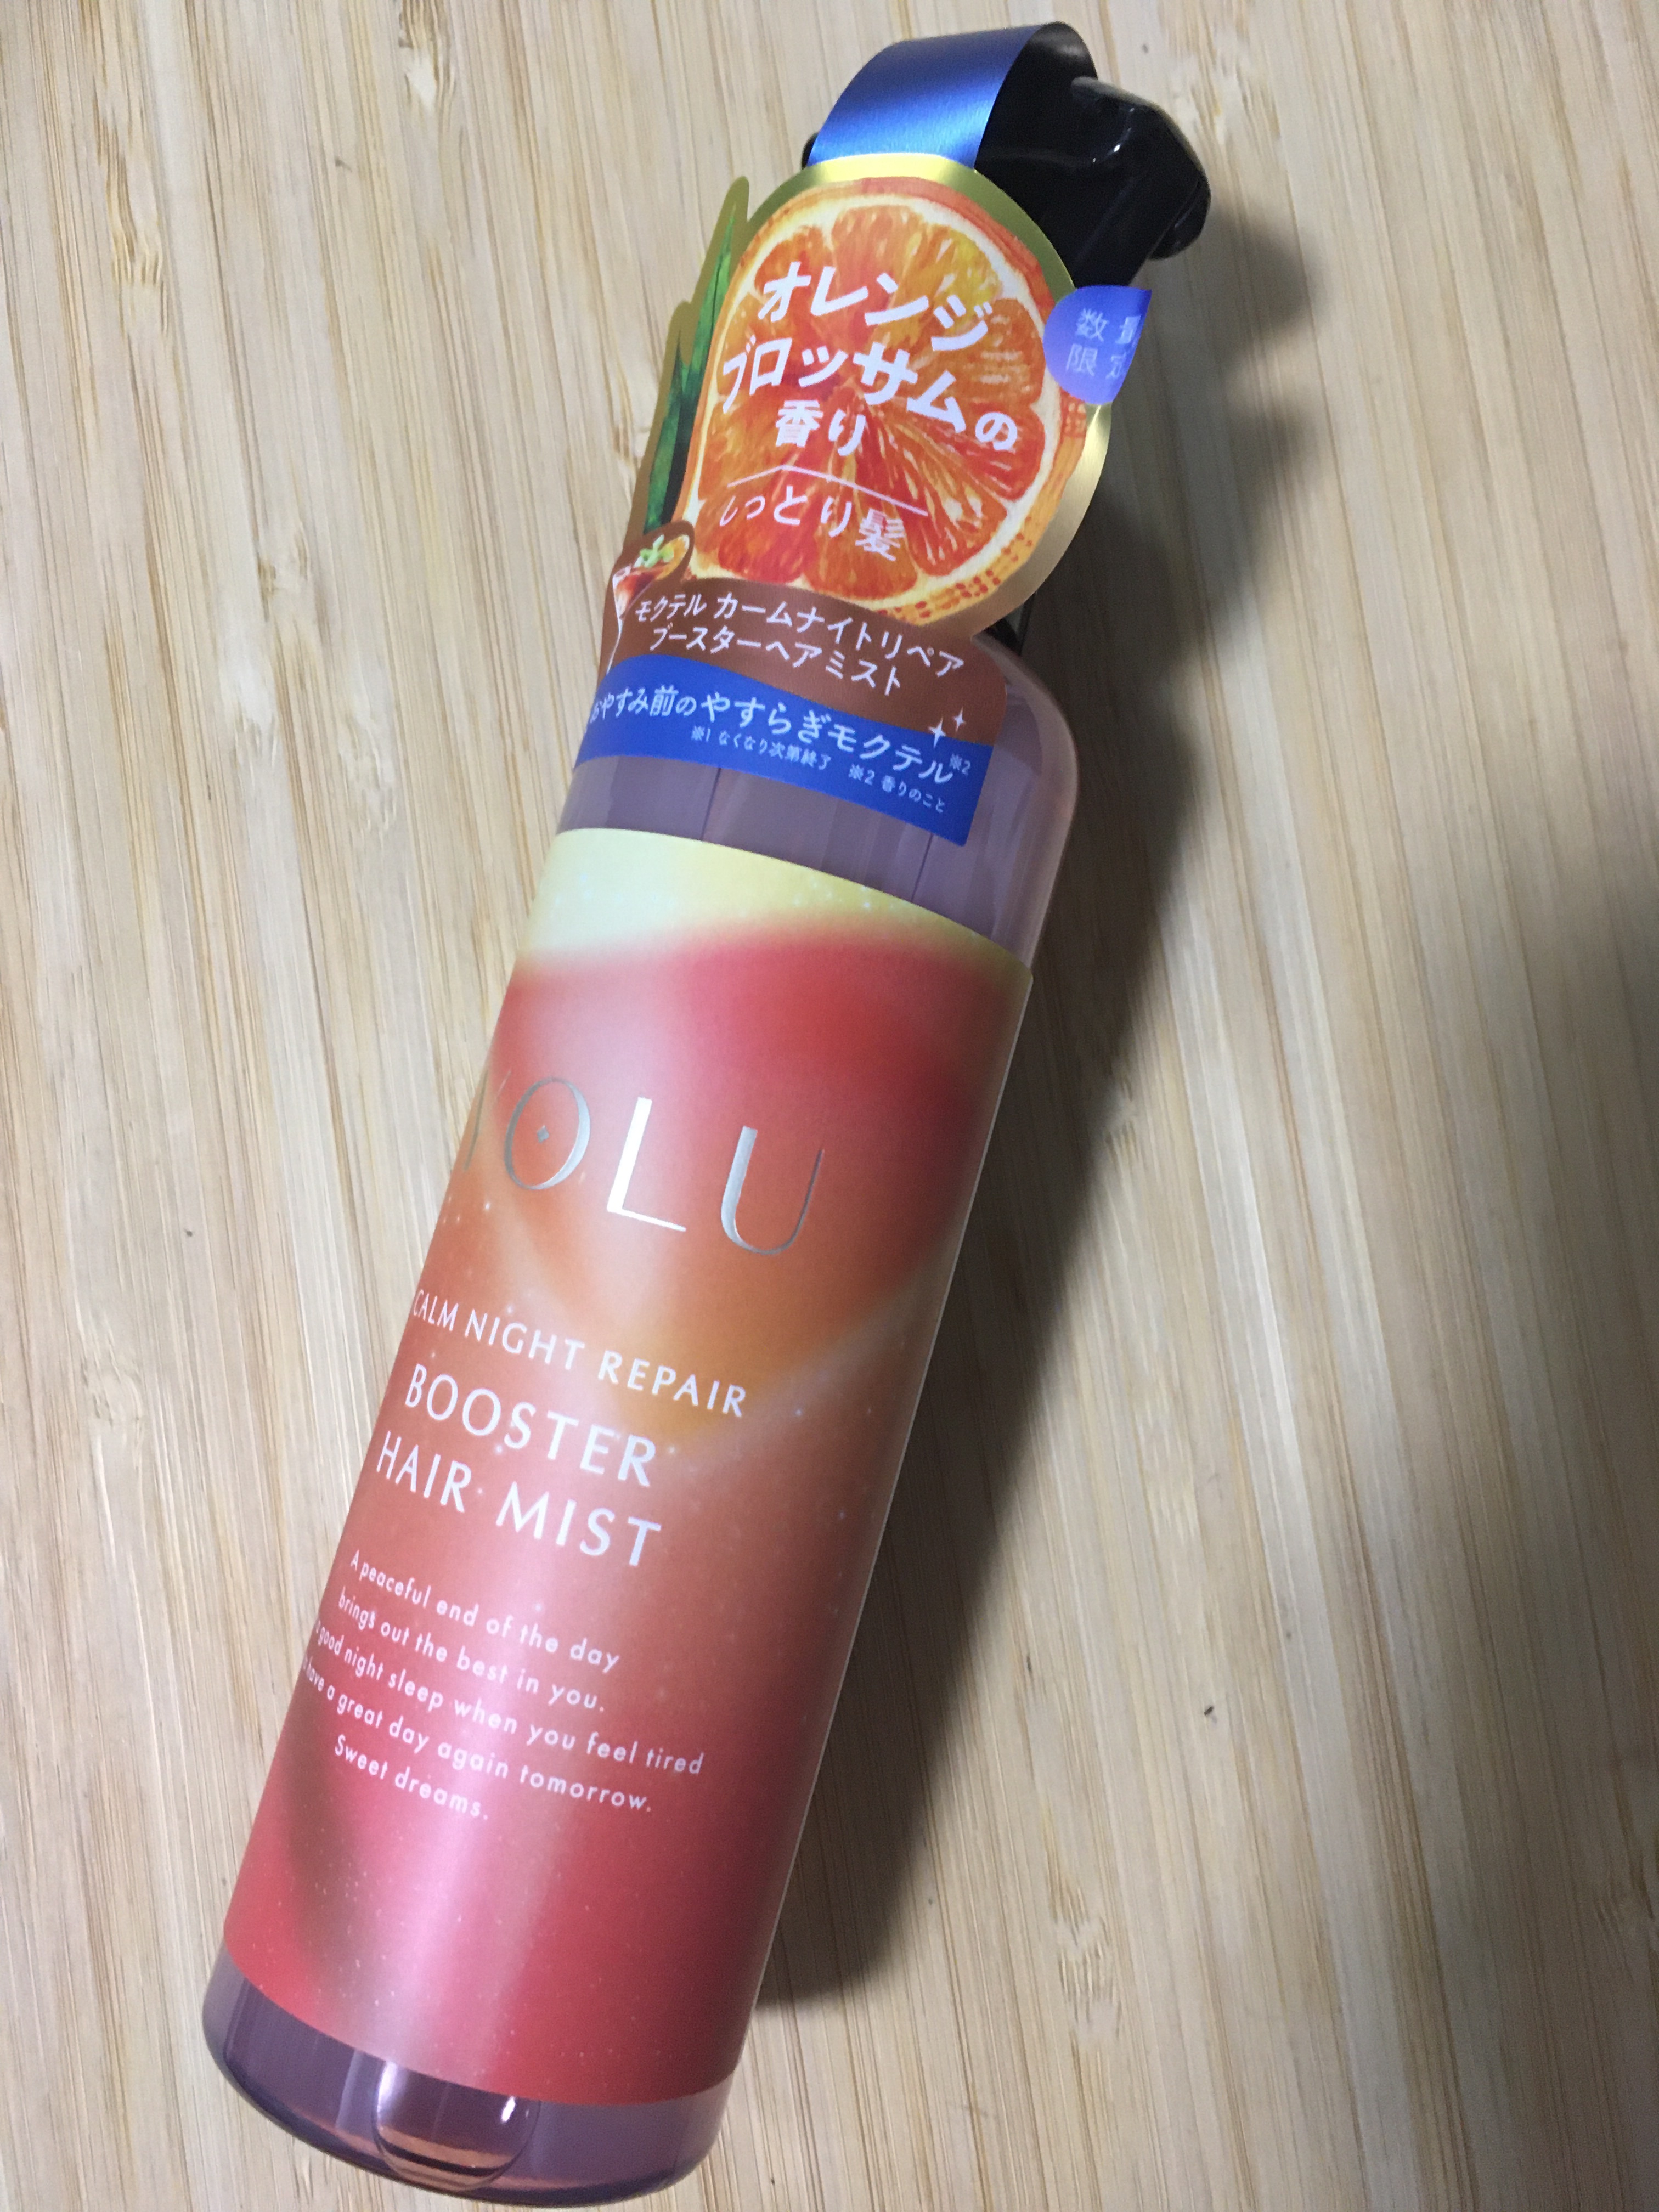 オレンジ
ブロッサムの
香り
しっとり髪
数量
限定
モクテル カームナイトリペア
ブースターヘアミスト
おやすみ前のやすらぎモクテル※2
※1 なくなり次第終了 ※2 香りのこと
YOLU
CALM NIGHT REPAIR
BOOSTER
HAIR MIST
A peaceful end of the day
brings out the best in you.
good night sleep when you feel tired
have a great day again tomorrow.
Sweet dreams.